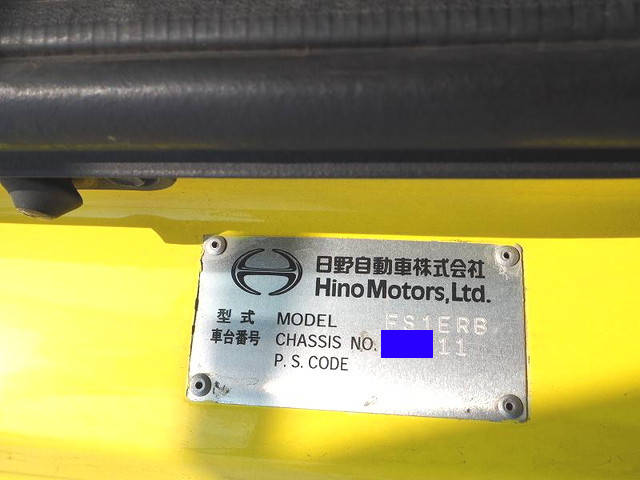 日野自動車株式会社
Hino Motors, Ltd.
型式 MODEL FS1ERB
車台番号 CHASSIS NO. 11
P. S. CODE